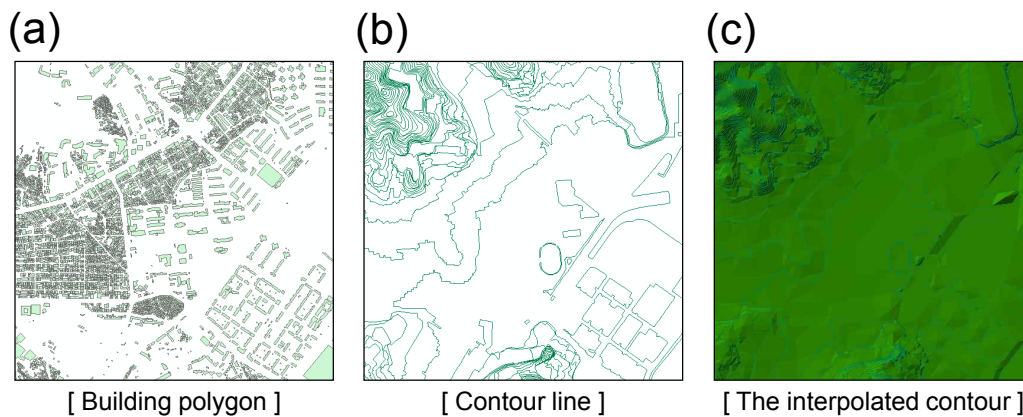 (a)
(b)
(c)
[ Building polygon ]
[ Contour line ]
[ The interpolated contour ]